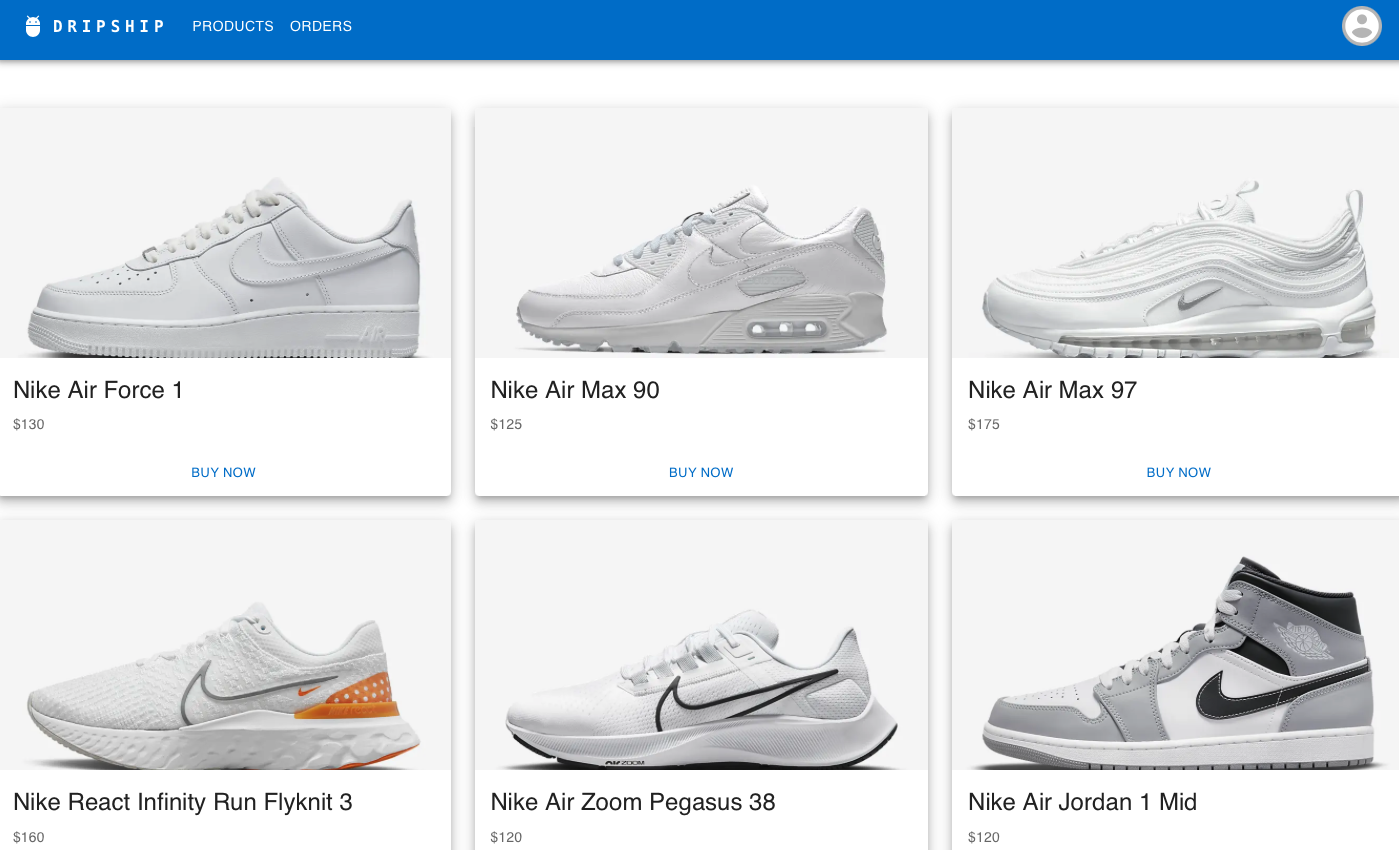 DRIPSHIP PRODUCTS ORDERS
AIR
Nike Air Force 1
$130
BUY NOW
Nike Air Max 90
$125
BUY NOW
Nike Air Max 97
$175
BUY NOW
ZOOM
Nike React Infinity Run Flyknit 3
$160
Nike Air Zoom Pegasus 38
$120
Nike Air Jordan 1 Mid
$120